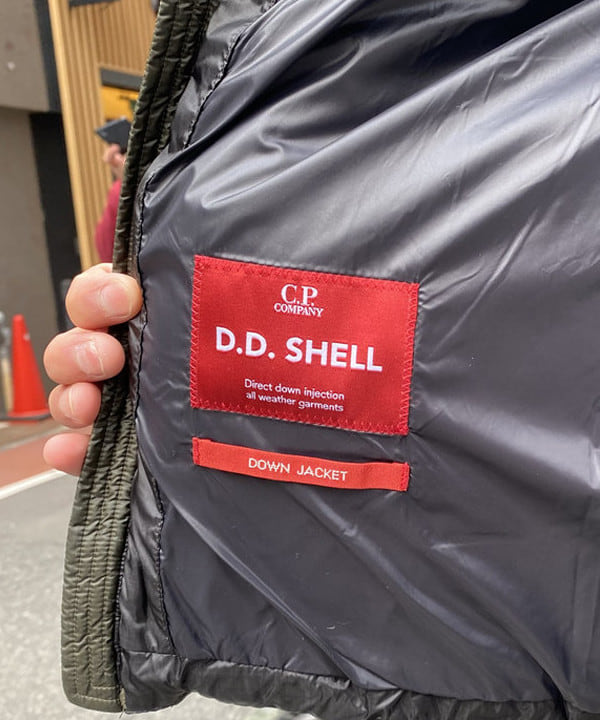 C.P.
COMPANY
D.D. SHELL
Direct down injection
all weather garments
DOWN JACKET